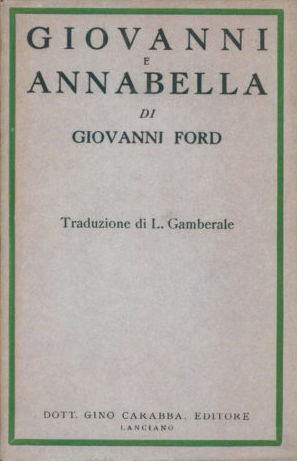 GIOVANNI
E
ANNABELLA
DI
GIOVANNI FORD
Traduzione di L. Gamberale
DOTT. GINO CARABBA, EDITORE
LANCIANO